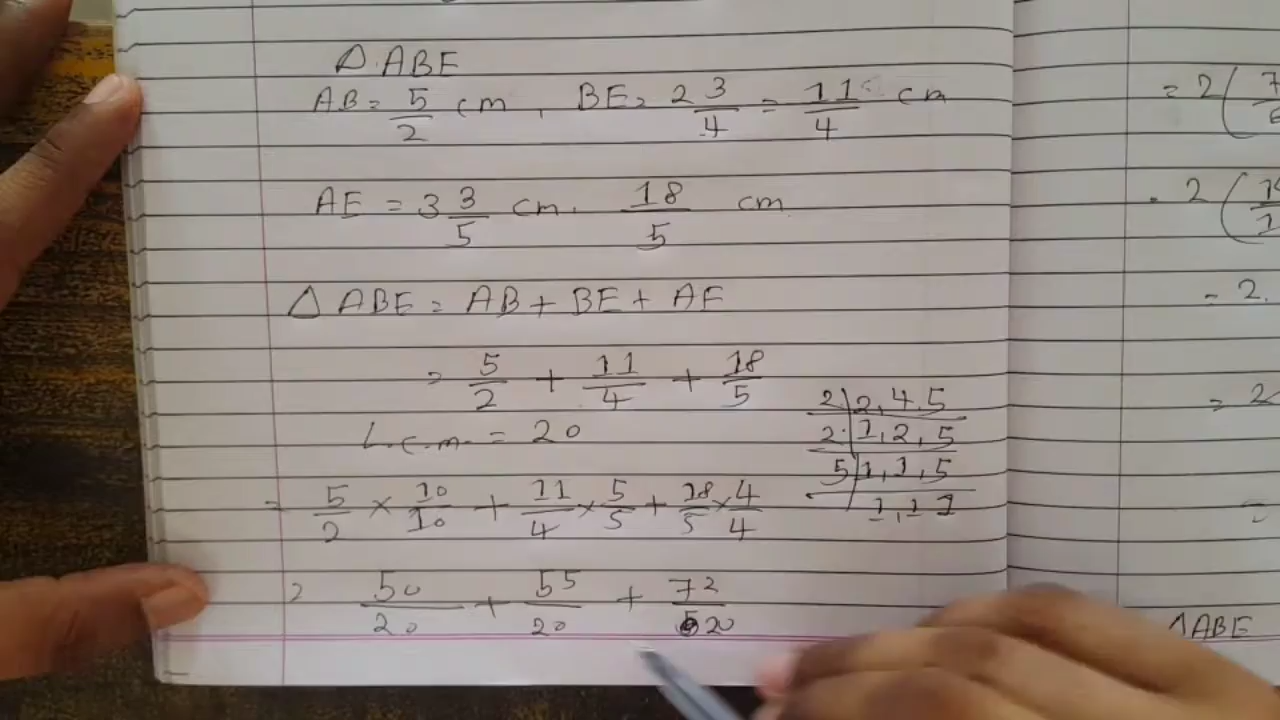 Δ ABE
AB = 5/2 cm, BE = 2 3/4 = 11/4 cm
AE = 3 3/5 cm. 18/5 cm
Δ ABE = AB + BE + AE
= 5/2 + 11/4 + 18/5
L.c.m. = 20
2 | 2, 4, 5
2 | 1, 2, 5
5 | 1, 1, 5
1, 1, 1
= 5/2 × 10/10 + 11/4 × 5/5 + 18/5 × 4/4
= 50/20 + 55/20 + 72/20
= 2 (7
= 2 (
= 2
= 2
=
Δ ABE